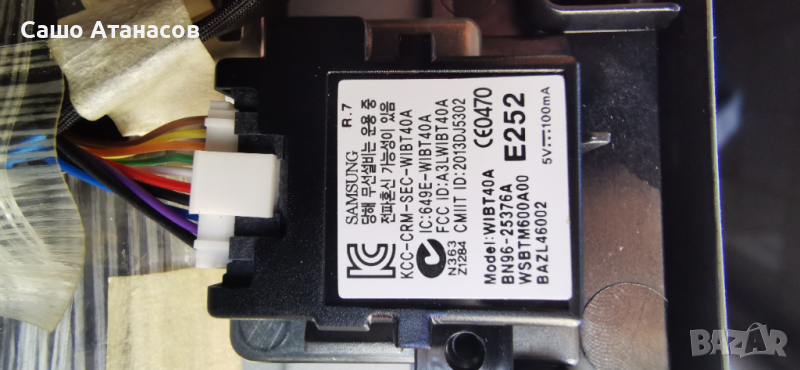 Сашо Атанасов
SAMSUNG R.7
당해 무선설비는 운용 중
전파혼신 가능성이 있음
KCC-CRM-SEC-WIBT40A
IC:649E-WIBT40A
FCC ID:A3LWIBT40A
CMIIT ID:2013DJ5302
N363
Z1284
CE0470
Model:WIBT40A
BN96-25376A
WSBTM600A00
BAZL46002
E252
5V⎓100mA
BAZAR